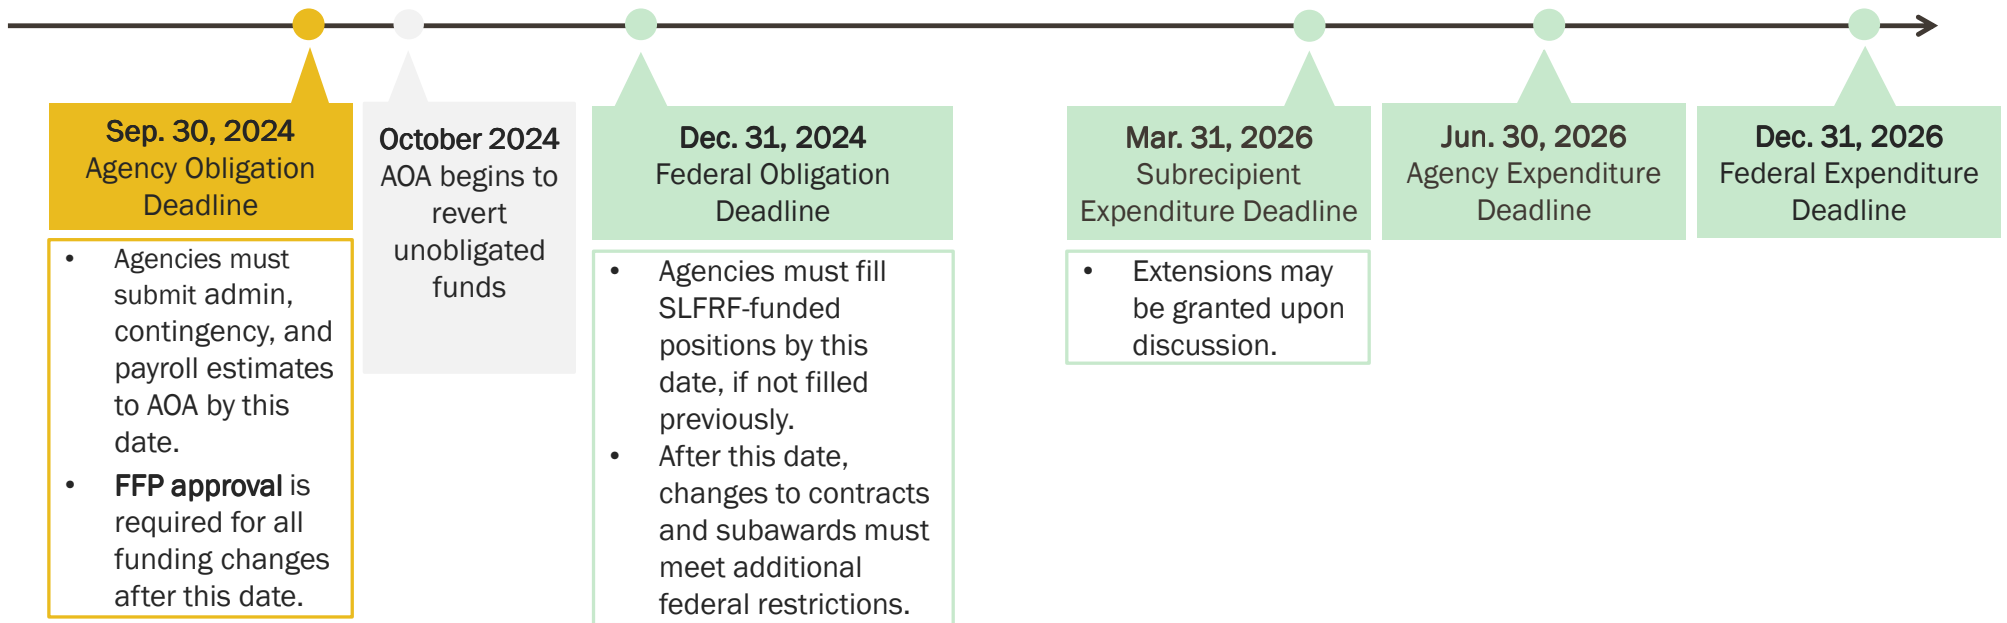 Sep. 30, 2024
Agency Obligation
Deadline
• Agencies must
submit admin,
contingency, and
payroll estimates
to AOA by this
date.
• FFP approval is
required for all
funding changes
after this date.
October 2024
AOA begins to
revert
unobligated
funds
Dec. 31, 2024
Federal Obligation
Deadline
• Agencies must fill
SLFRF-funded
positions by this
date, if not filled
previously.
• After this date,
changes to contracts
and subawards must
meet additional
federal restrictions.
Mar. 31, 2026
Subrecipient
Expenditure Deadline
• Extensions may
be granted upon
discussion.
Jun. 30, 2026
Agency Expenditure
Deadline
Dec. 31, 2026
Federal Expenditure
Deadline